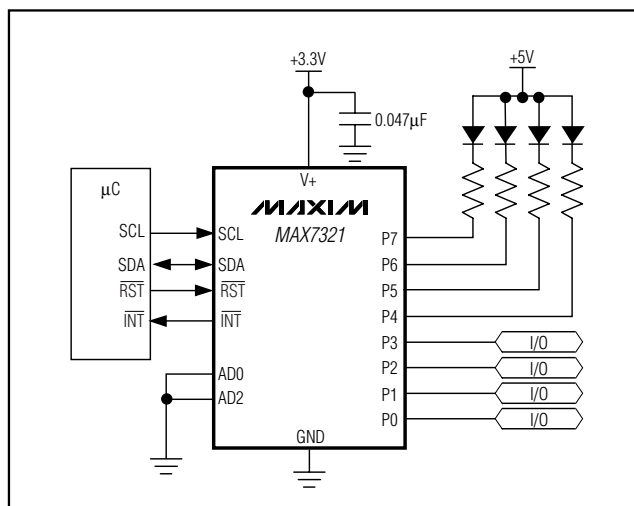 +3.3V
+5V
0.047μF
μC
V+
MAXIM
MAX7321
SCL
SCL
P7
SDA
SDA
P6
RST
RST
P5
INT
INT
P4
P3
I/O
P2
I/O
AD0
P1
I/O
AD2
P0
I/O
GND